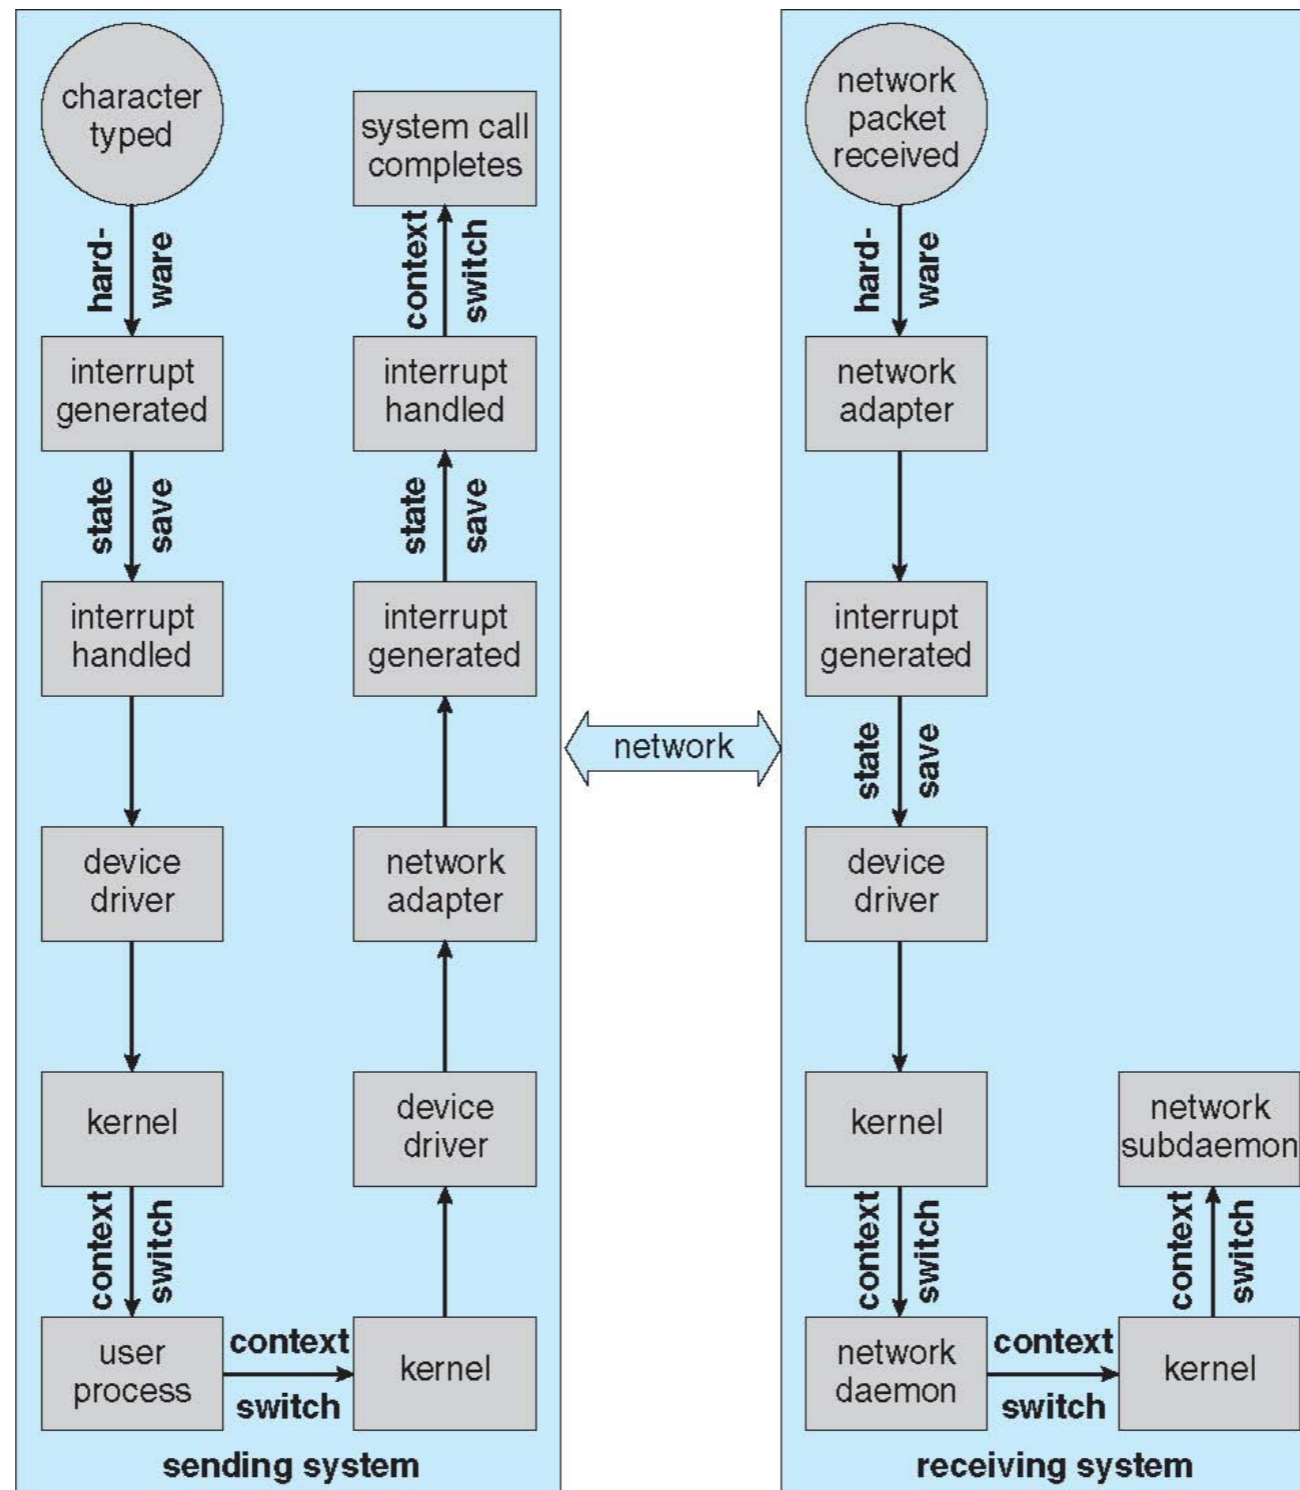 character
typed
hard-
ware
interrupt
generated
state
save
interrupt
handled
device
driver
kernel
context
switch
user
process
context
switch
kernel
device
driver
network
adapter
interrupt
generated
state
save
interrupt
handled
context
switch
system call
completes
sending system
network
network
packet
received
hard-
ware
network
adapter
interrupt
generated
state
save
device
driver
kernel
context
switch
network
daemon
context
switch
kernel
context
switch
network
subdaemon
receiving system